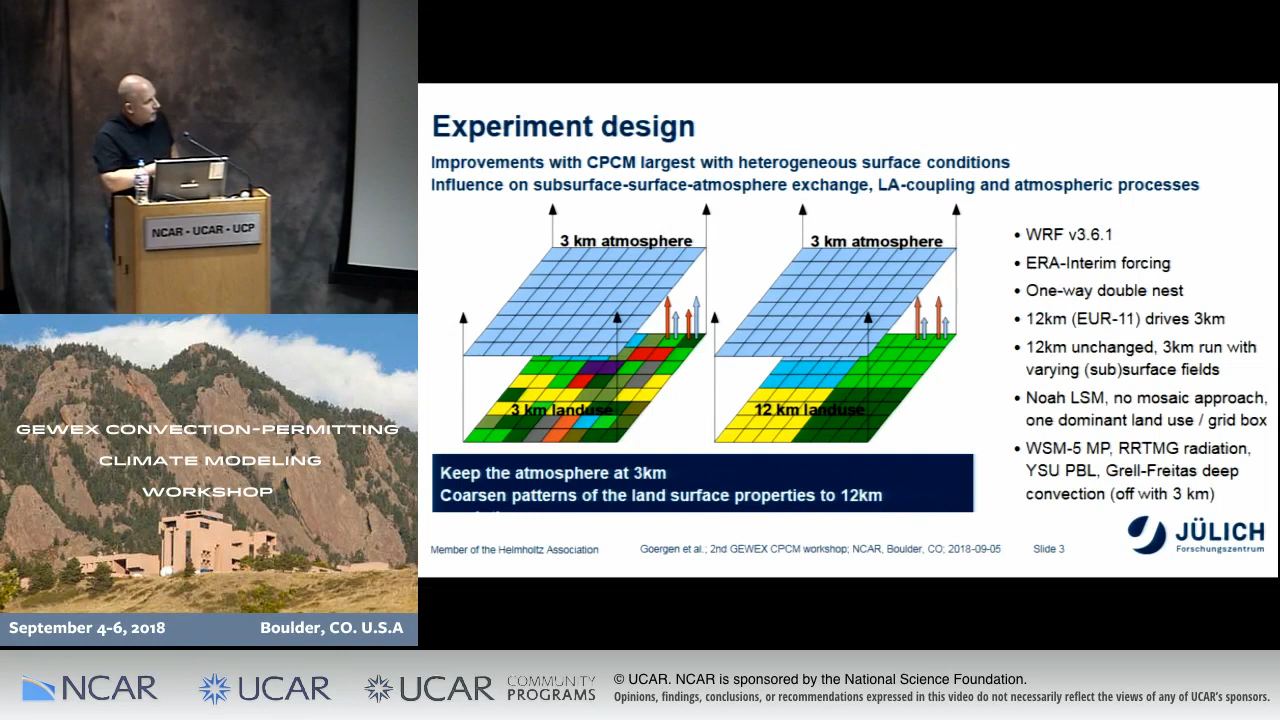 NCAR - UCAR - UCP
GEWEX CONVECTION-PERMITTING
CLIMATE MODELING
WORKSHOP
September 4-6, 2018
Boulder, CO. U.S.A
Experiment design
Improvements with CPCM largest with heterogeneous surface conditions
Influence on subsurface-surface-atmosphere exchange, LA-coupling and atmospheric processes
3 km atmosphere
3 km atmosphere
3 km landuse
12 km landuse
• WRF v3.6.1
• ERA-Interim forcing
• One-way double nest
• 12km (EUR-11) drives 3km
• 12km unchanged, 3km run with
varying (sub)surface fields
• Noah LSM, no mosaic approach,
one dominant land use / grid box
• WSM-5 MP, RRTMG radiation,
YSU PBL, Grell-Freitas deep
convection (off with 3 km)
Keep the atmosphere at 3km
Coarsen patterns of the land surface properties to 12km
Member of the Helmholtz Association
Goergen et al.; 2nd GEWEX CPCM workshop; NCAR, Boulder, CO; 2018-09-05
Slide 3
JÜLICH
Forschungszentrum
NCAR
UCAR
UCAR
COMMUNITY
PROGRAMS
© UCAR. NCAR is sponsored by the National Science Foundation.
Opinions, findings, conclusions, or recommendations expressed in this video do not necessarily reflect the views of any of UCAR's sponsors.